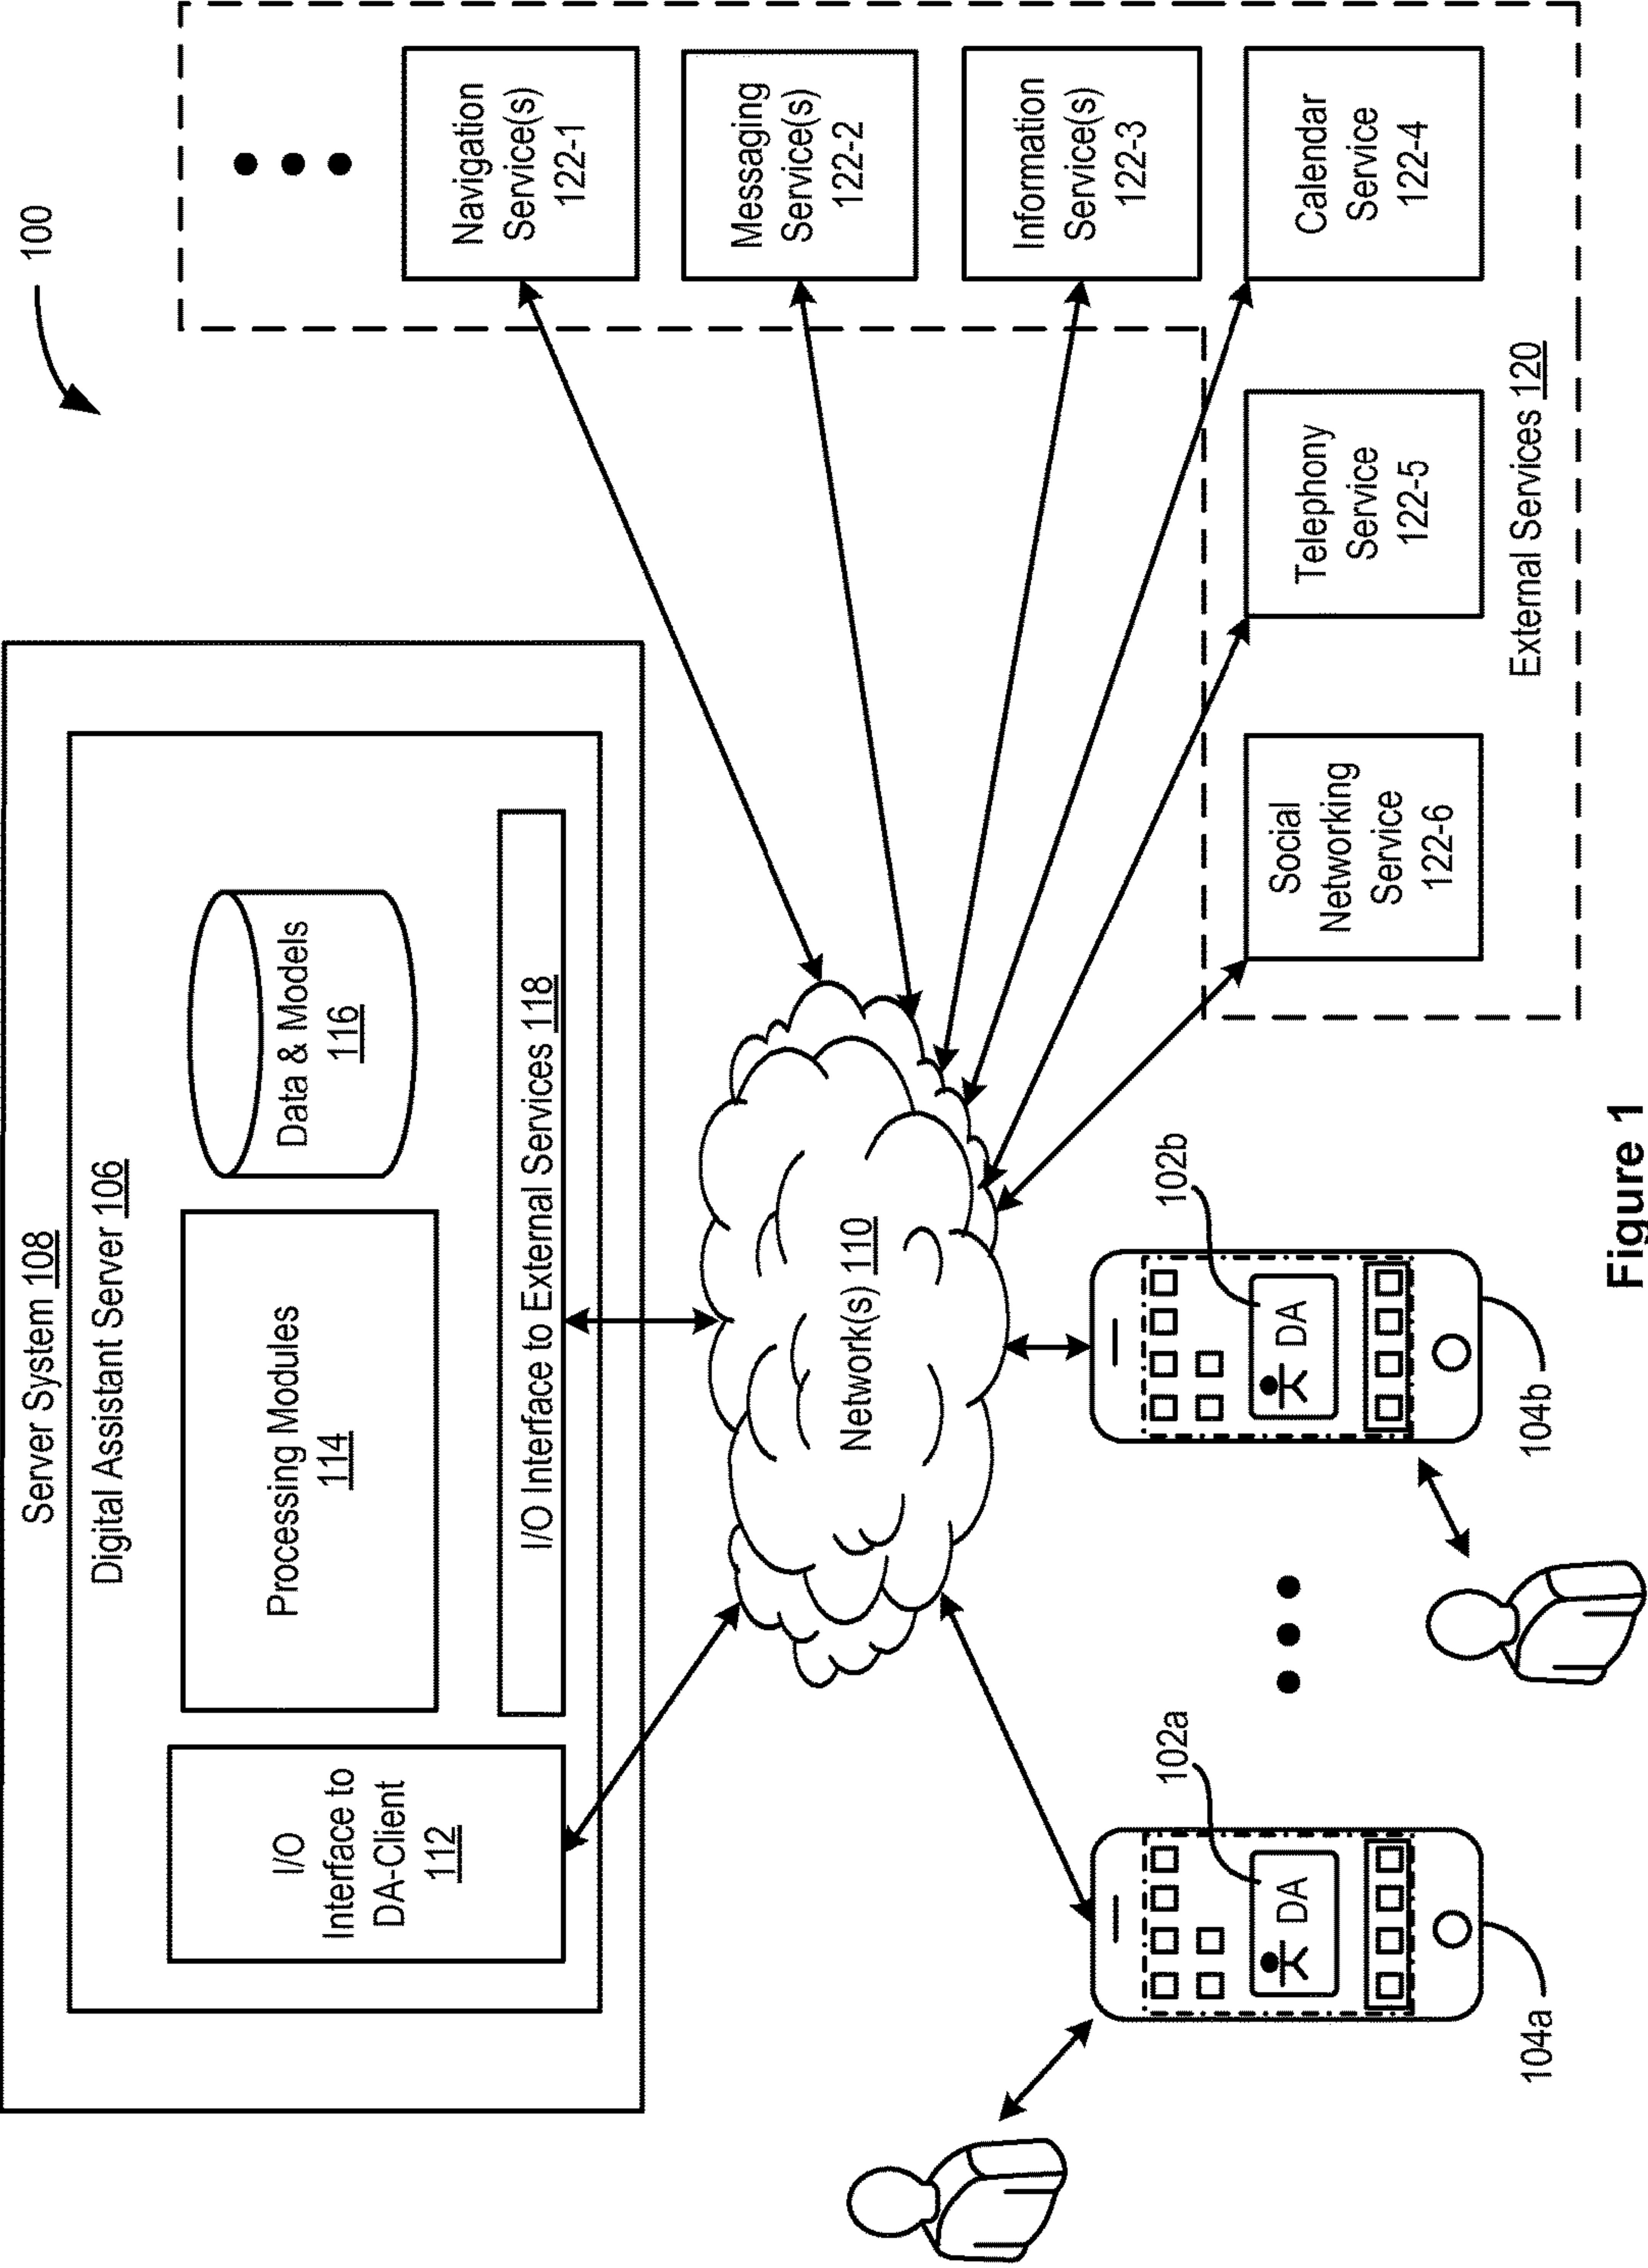 100
Server System 108
Digital Assistant Server 106
I/O
Interface to
DA-Client
112
Processing Modules
114
Data & Models
116
I/O Interface to External Services 118
Network(s) 110
Navigation
Service(s)
122-1
Messaging
Service(s)
122-2
Information
Service(s)
122-3
Calendar
Service
122-4
Telephony
Service
122-5
Social
Networking
Service
122-6
External Services 120
102a
DA
104a
102b
DA
104b
Figure 1